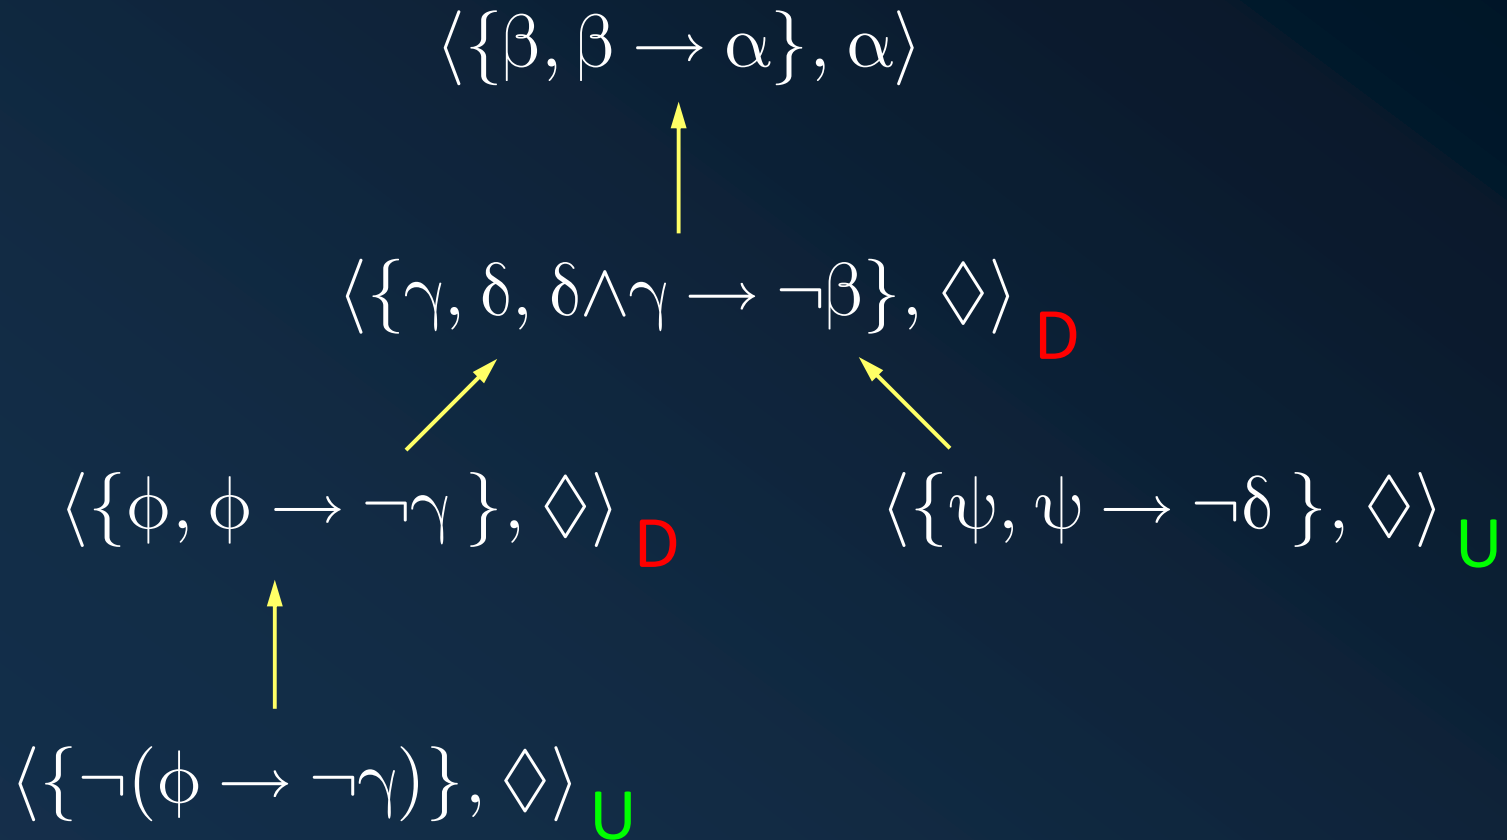 ⟨{β, β → α}, α⟩
⟨{γ, δ, δ∧γ → ¬β}, ◊⟩ D
⟨{ϕ, ϕ → ¬γ }, ◊⟩ D ⟨{ψ, ψ → ¬δ }, ◊⟩ U
⟨{¬(ϕ → ¬γ)}, ◊⟩ U